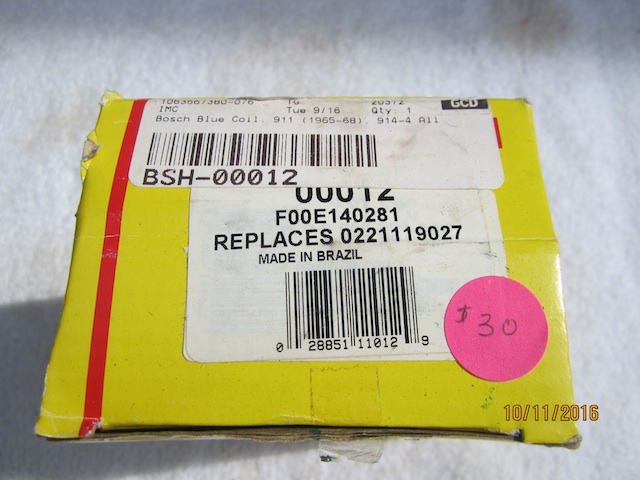 IMC Tue 9/16 Qty: 1
GCD
Bosch Blue Coil. 911 (1965-68), 914-4 All
BSH-00012
00012
F00E140281
REPLACES 0221119027
MADE IN BRAZIL
0 28851 11012 9
$30
10/11/2016